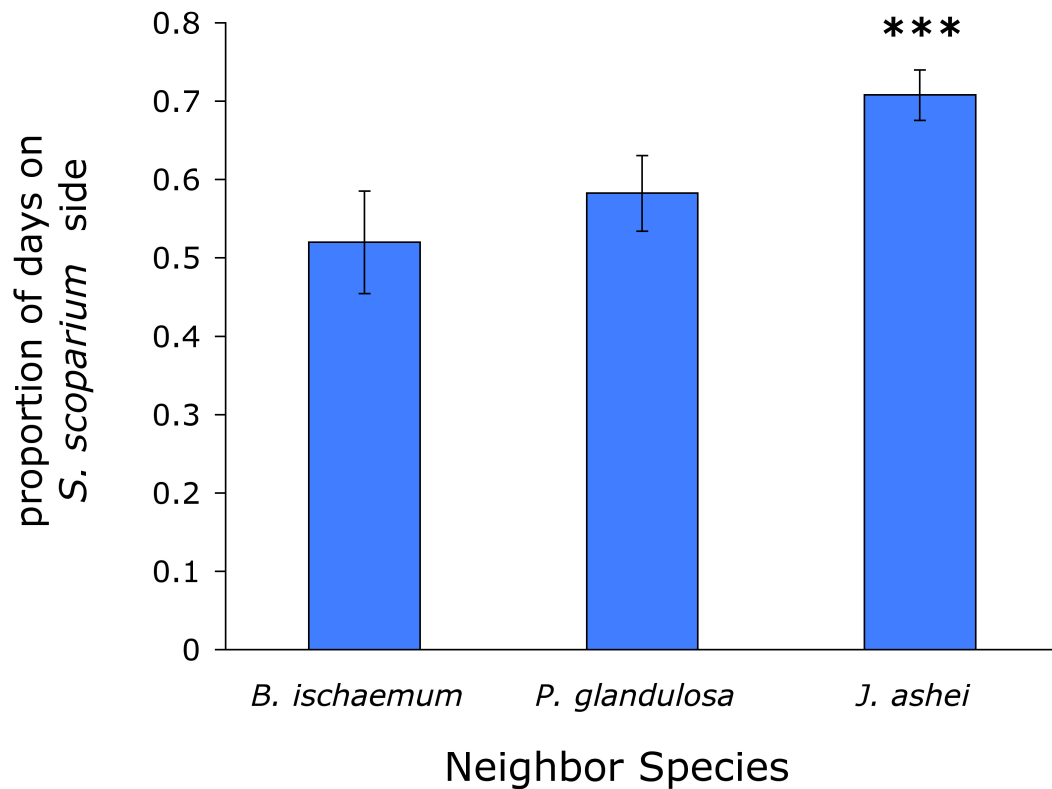 ***
0.8
0.7
0.6
0.5
0.4
0.3
0.2
0.1
0
proportion of days on
S. scoparium side
B. ischaemum P. glandulosa J. ashei
Neighbor Species